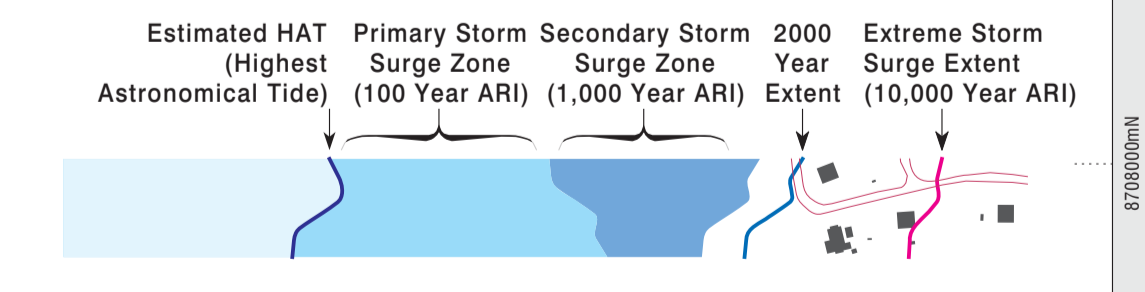 Estimated HAT
(Highest
Astronomical Tide)
Primary Storm
Surge Zone
(100 Year ARI)
Secondary Storm
Surge Zone
(1,000 Year ARI)
2000
Year
Extent
Extreme Storm
Surge Extent
(10,000 Year ARI)
8708000mN